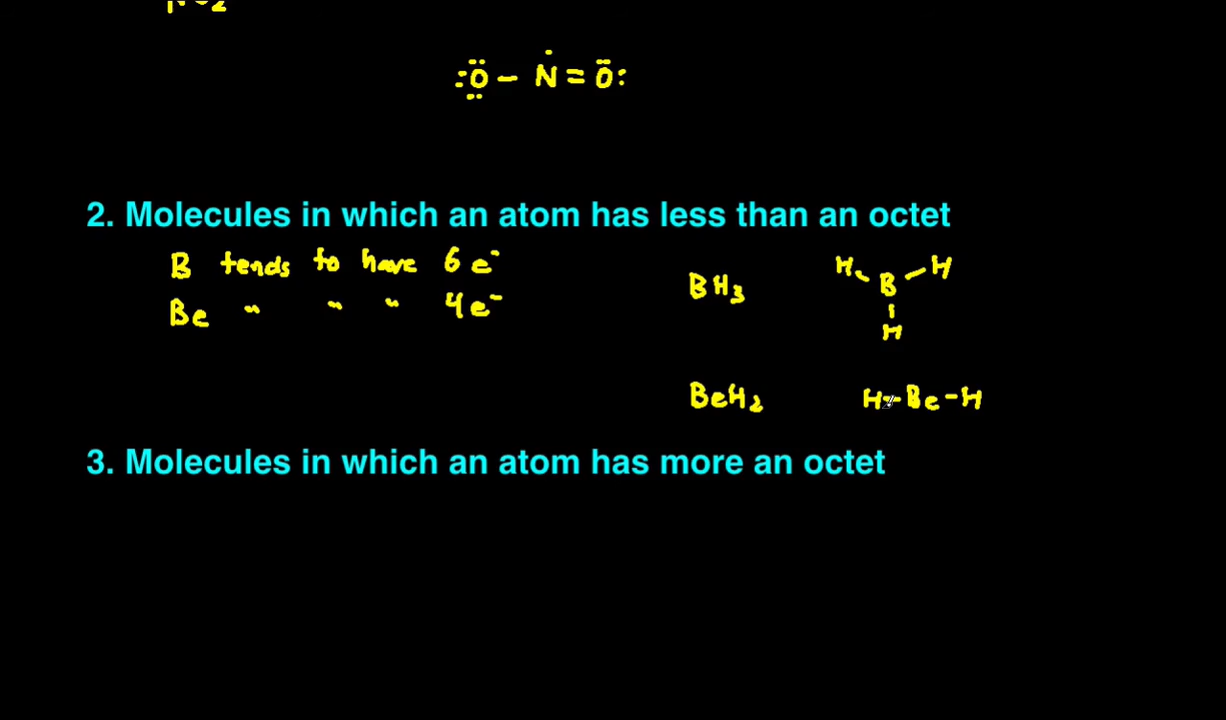 NO2
:Ö - Ṅ = Ö:
2. Molecules in which an atom has less than an octet
B tends to have 6 e-
Be " " " 4 e-
BH3
H B H
H
BeH2
H-Be-H
3. Molecules in which an atom has more an octet